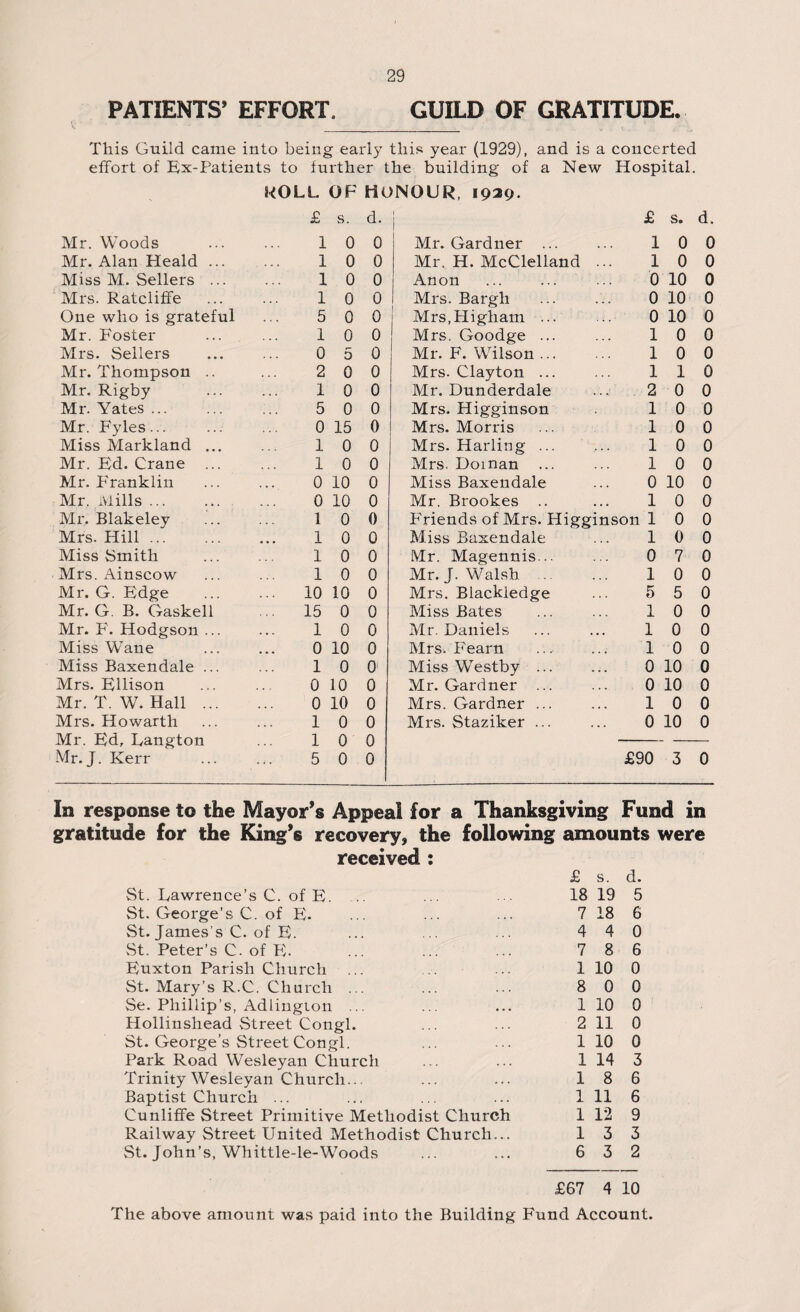 29
PATIENTS' EFFORT. GUILD OF GRATITUDE.
This Guild came into being early this year (1929), and is a concerted
effort of Ex-Patients to further the building of a New Hospital.
ROLL OF HONOUR, 1929.
£ s. d.
Mr. Woods ... ... 1 0 0
Mr. Alan Heald ... ... 1 0 0
Miss M. Sellers ... ... 1 0 0
Mrs. Ratcliffe ... ... 1 0 0
One who is grateful ... 5 0 0
Mr. Foster ... ... 1 0 0
Mrs. Sellers ... ... 0 5 0
Mr. Thompson .. ... 2 0 0
Mr. Rigby ... ... 1 0 0
Mr. Yates ... ... ... 5 0 0
Mr. Fyles ... ... ... 0 15 0
Miss Markland ... ... 1 0 0
Mr. Ed. Crane ... ... 1 0 0
Mr. Franklin ... ... 0 10 0
Mr. Mills ... ... ... 0 10 0
Mr. Blakeley ... ... 1 0 0
Mrs. Hill ... ... ... 1 0 0
Miss Smith ... ... 1 0 0
Mrs. Ainscow ... ... 1 0 0
Mr. G. Edge ... ... 10 10 0
Mr. G. B. Gaskell ... 15 0 0
Mr. F. Hodgson ... ... 1 0 0
Miss Wane ... ... 0 10 0
Miss Baxendale ... ... 1 0 0
Mrs. Ellison ... ... 0 10 0
Mr. T. W. Hall ... ... 0 10 0
Mrs. Howarth ... ... 1 0 0
Mr. Ed, Langton ... 1 0 0
Mr. J. Kerr ... ... 5 0 0
£ s. d.
Mr. Gardner ... ... 1 0 0
Mr. H. McClelland ... 1 0 0
Anon ... ... ... 0 10 0
Mrs. Bargh ... ... 0 10 0
Mrs,Higham ... ... 0 10 0
Mrs. Goodge ... ... 1 0 0
Mr. F. Wilson ... ... 1 0 0
Mrs. Clayton ... ... 1 1 0
Mr. Dunderdale ... 2 0 0
Mrs. Higginson . 1 0 0
Mrs. Morris ... 1 0 0
Mrs. Harling ... ... 1 0 0
Mrs. Dornan ... ... 1 0 0
Miss Baxendale ... 0 10 0
Mr. Brookes .. ... 1 0 0
Friends of Mrs. Higginson 1 0 0
Miss Baxendale ... 1 0 0
Mr. Magennis... ... 0 7 0
Mr. J. Walsh ... ... 1 0 0
Mrs. Blackledge ... 5 5 0
Miss Bates ... ... 1 0 0
Mr. Daniels ... ... 1 0 0
Mrs. Fearn ... ... 1 0 0
Miss Westby ... ... 0 10 0
Mr. Gardner ... ... 0 10 0
Mrs. Gardner ... ... 1 0 0
Mrs. Staziker ... ... 0 10 0
£90 3 0
In response to the Mayor's Appeal for a Thanksgiving Fund in
gratitude for the King's recovery, the following amounts were
received :
£ s. d.
St. Lawrence's C. of E. ... ... ... 18 19 5
St. George's C. of E. ... ... ... 7 18 6
St. James's C. of E. ... ... ... 4 4 0
St. Peter's C. of E. ... ... ... 7 8 6
Euxton Parish Church ... ... ... 1 10 0
St. Mary's R.C. Church ... ... ... 8 0 0
Se. Phillip's, Adlington ... ... ... 1 10 0
Hollinshead Street Congl. ... ... 2 11 0
St. George's Street Congl. ... ... 1 10 0
Park Road Wesleyan Church ... ... 1 14 3
Trinity Wesleyan Church... ... ... 1 8 6
Baptist Church ... ... ... ... 1 11 6
Cunliffe Street Primitive Methodist Church 1 12 9
Railway Street United Methodist Church... 1 3 3
St. John's, Whittle-le-Woods ... ... 6 3 2
£67 4 10
The above amount was paid into the Building Fund Account.